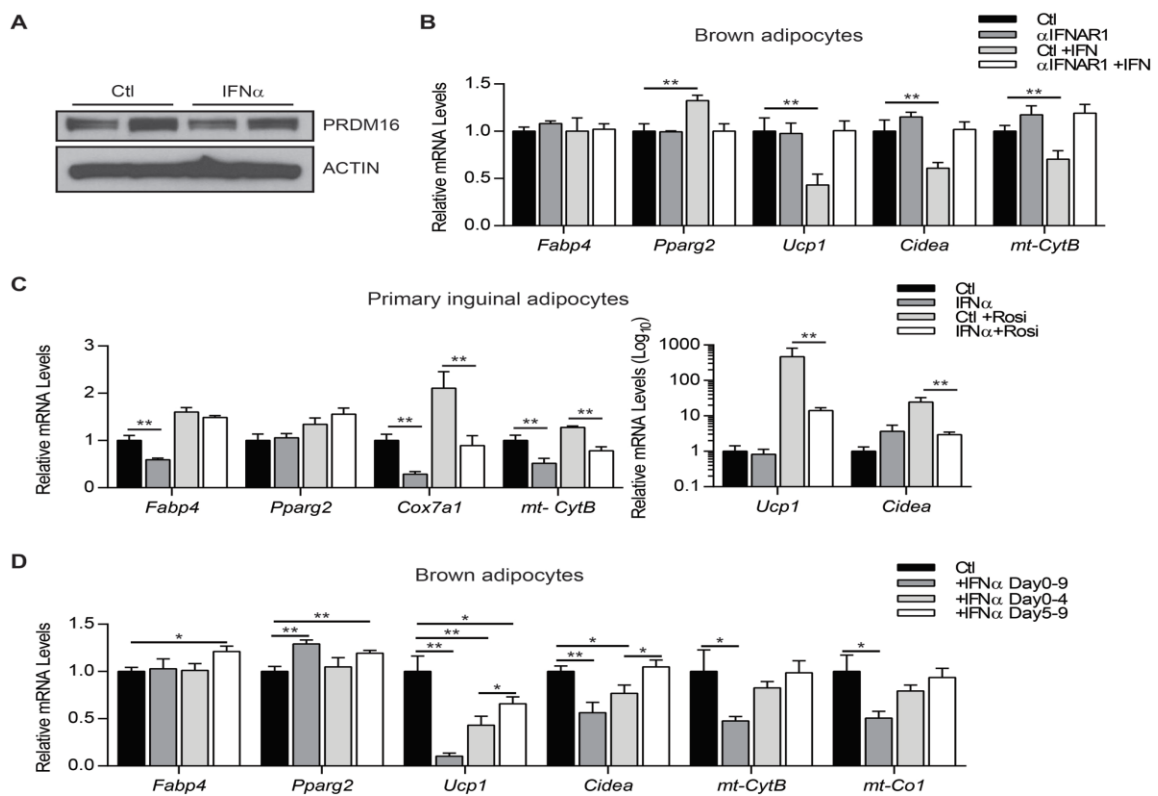 A
Ctl IFNα
PRDM16
ACTIN
B
Brown adipocytes
Ctl
αIFNAR1
Ctl +IFN
αIFNAR1 +IFN
Relative mRNA Levels
1.5
1.0
0.5
0.0
** ** ** **
Fabp4 Pparg2 Ucp1 Cidea mt-CytB
C
Primary inguinal adipocytes
Ctl
IFNα
Ctl +Rosi
IFNα+Rosi
Relative mRNA Levels
3
2
1
0
** ** ** ** **
Fabp4 Pparg2 Cox7a1 mt- CytB
Relative mRNA Levels (Log10)
1000
100
10
1
0.1
** **
Ucp1 Cidea
D
Brown adipocytes
Ctl
+IFNα Day0-9
+IFNα Day0-4
+IFNα Day5-9
Relative mRNA Levels
1.5
1.0
0.5
0.0
* ** ** * ** ** * * ** * * *
Fabp4 Pparg2 Ucp1 Cidea mt-CytB mt-Co1